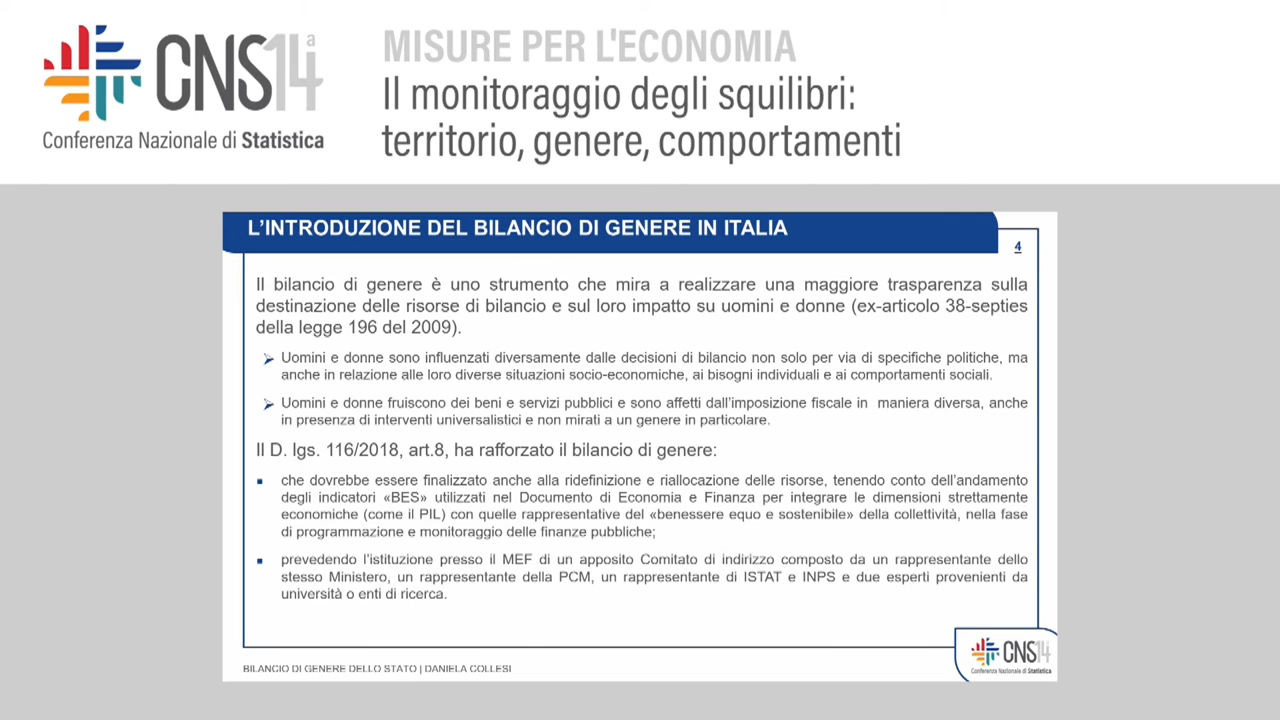 CNS14a
Conferenza Nazionale di Statistica
MISURE PER L'ECONOMIA
Il monitoraggio degli squilibri:
territorio, genere, comportamenti
L'INTRODUZIONE DEL BILANCIO DI GENERE IN ITALIA
4
Il bilancio di genere è uno strumento che mira a realizzare una maggiore trasparenza sulla
destinazione delle risorse di bilancio e sul loro impatto su uomini e donne (ex-articolo 38-septies
della legge 196 del 2009).
Uomini e donne sono influenzati diversamente dalle decisioni di bilancio non solo per via di specifiche politiche, ma
anche in relazione alle loro diverse situazioni socio-economiche, ai bisogni individuali e ai comportamenti sociali.
Uomini e donne fruiscono dei beni e servizi pubblici e sono affetti dall'imposizione fiscale in maniera diversa, anche
in presenza di interventi universalistici e non mirati a un genere in particolare.
Il D. lgs. 116/2018, art.8, ha rafforzato il bilancio di genere:
che dovrebbe essere finalizzato anche alla ridefinizione e riallocazione delle risorse, tenendo conto dell'andamento
degli indicatori «BES» utilizzati nel Documento di Economia e Finanza per integrare le dimensioni strettamente
economiche (come il PIL) con quelle rappresentative del «benessere equo e sostenibile» della collettività, nella fase
di programmazione e monitoraggio delle finanze pubbliche;
prevedendo l'istituzione presso il MEF di un apposito Comitato di indirizzo composto da un rappresentante dello
stesso Ministero, un rappresentante della PCM, un rappresentante di ISTAT e INPS e due esperti provenienti da
università o enti di ricerca.
BILANCIO DI GENERE DELLO STATO | DANIELA COLLESI
CNS14a
Conferenza Nazionale di Statistica